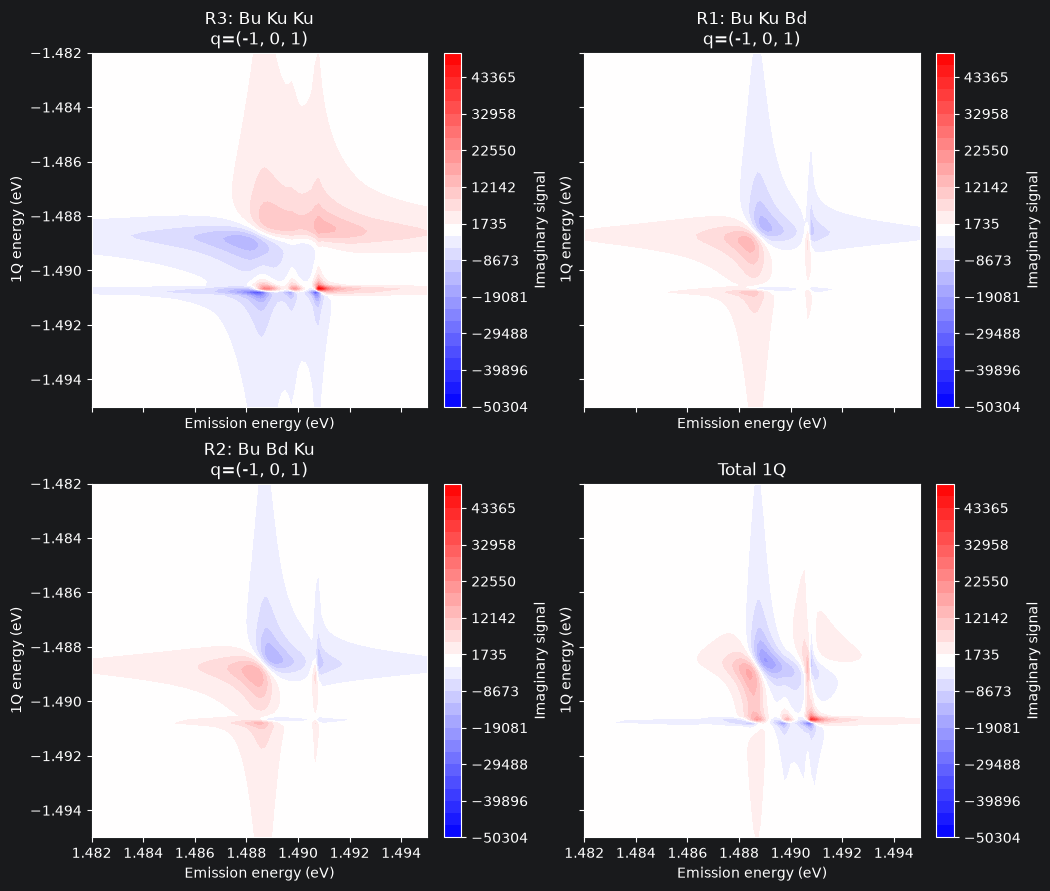 R3: Bu Ku Ku
q=(-1, 0, 1)
−1.482
−1.484
−1.486
−1.488
−1.490
−1.492
−1.494
1Q energy (eV)
Emission energy (eV)
43365
32958
22550
12142
1735
−8673
−19081
−29488
−39896
−50304
Imaginary signal
R1: Bu Ku Bd
q=(-1, 0, 1)
1Q energy (eV)
Emission energy (eV)
43365
32958
22550
12142
1735
−8673
−19081
−29488
−39896
−50304
Imaginary signal
R2: Bu Bd Ku
q=(-1, 0, 1)
−1.482
−1.484
−1.486
−1.488
−1.490
−1.492
−1.494
1Q energy (eV)
1.482 1.484 1.486 1.488 1.490 1.492 1.494
Emission energy (eV)
43365
32958
22550
12142
1735
−8673
−19081
−29488
−39896
−50304
Imaginary signal
Total 1Q
1Q energy (eV)
1.482 1.484 1.486 1.488 1.490 1.492 1.494
Emission energy (eV)
43365
32958
22550
12142
1735
−8673
−19081
−29488
−39896
−50304
Imaginary signal